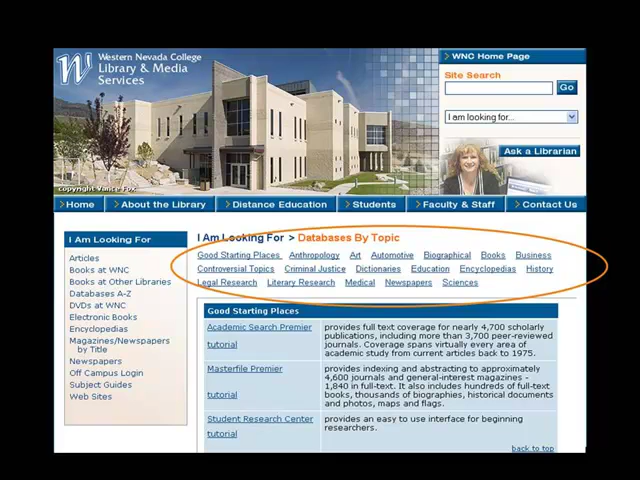 Western Nevada College
Library & Media
Services
copyright Vance Fox
WNC Home Page
Site Search
Go
I am looking for...
Ask a Librarian
Home
About the Library
Distance Education
Students
Faculty & Staff
Contact Us
I Am Looking For
Articles
Books at WNC
Books at Other Libraries
Databases A-Z
DVDs at WNC
Electronic Books
Encyclopedias
Magazines/Newspapers
by Title
Newspapers
Off Campus Login
Subject Guides
Web Sites
I Am Looking For > Databases By Topic
Good Starting Places Anthropology Art Automotive Biographical Books Business
Controversial Topics Criminal Justice Dictionaries Education Encyclopedias History
Legal Research Literary Research Medical Newspapers Sciences
Good Starting Places
Academic Search Premier
tutorial
provides full text coverage for nearly 4,700 scholarly
publications, including more than 3,700 peer-reviewed
journals. Coverage spans virtually every area of
academic study from current articles back to 1975.
Masterfile Premier
tutorial
provides indexing and abstracting to approximately
4,600 journals and general-interest magazines -
1,840 in full-text. It also includes hundreds of full-text
books, thousands of biographies, historical documents
and photos, maps and flags.
Student Research Center
tutorial
provides an easy to use interface for beginning
researchers.
back to top